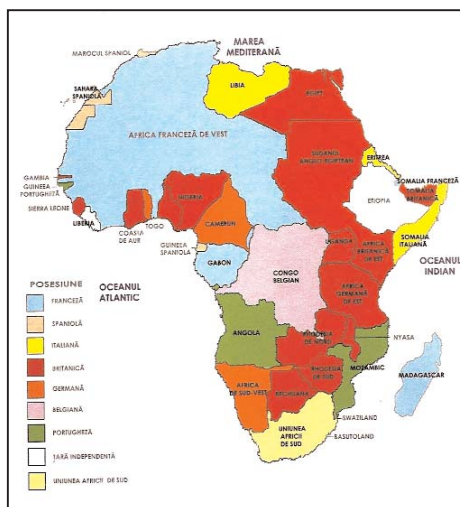 MAROCUL SPANIOL
MAREA
MEDITERANĂ
SAHARA
SPANIOLĂ
LIBIA
EGIPT
AFRICA FRANCEZĂ DE VEST
SUDANUL
ANGLO-EGIPTEAN
ERITREA
SOMALIA FRANCEZĂ
SOMALIA
BRITANICĂ
ETIOPIA
GAMBIA
GUINEEA
PORTUGHEZĂ
SIERRA LEONE
LIBERIA
COASTA
DE AUR
TOGO
NIGERIA
CAMERUN
GUINEEA
SPANIOLĂ
GABON
CONGO
BELGIAN
UGANDA
AFRICA
BRITANICĂ
DE EST
SOMALIA
ITALIANĂ
OCEANUL
INDIAN
AFRICA
GERMANĂ DE
EST
OCEANUL
ATLANTIC
ANGOLA
RHODESIA
DE NORD
NYASA
MOZAMBIC
RHODESIA
DE SUD
AFRICA
DE SUD-VEST
BECIUANA
MADAGASCAR
SWAZILAND
BASUTOLAND
UNIUNEA
AFRICII
DE SUD
POSESIUNE
FRANCEZĂ
SPANIOLĂ
ITALIANĂ
BRITANICĂ
GERMANĂ
BELGIANĂ
PORTUGHEZĂ
ȚARĂ INDEPENDENTĂ
UNIUNEA AFRICII DE SUD